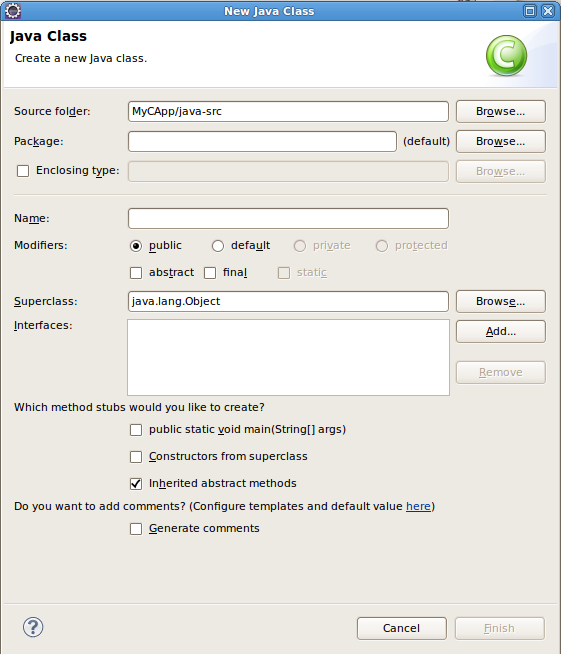 New Java Class
Java Class
Create a new Java class.
C
Source folder: MyCApp/java-src Browse...
Package: (default) Browse...
Enclosing type: Browse...
Name:
Modifiers: public default private protected
abstract final static
Superclass: java.lang.Object Browse...
Interfaces: Add...
Remove
Which method stubs would you like to create?
public static void main(String[] args)
Constructors from superclass
Inherited abstract methods
Do you want to add comments? (Configure templates and default value here)
Generate comments
? Cancel Finish